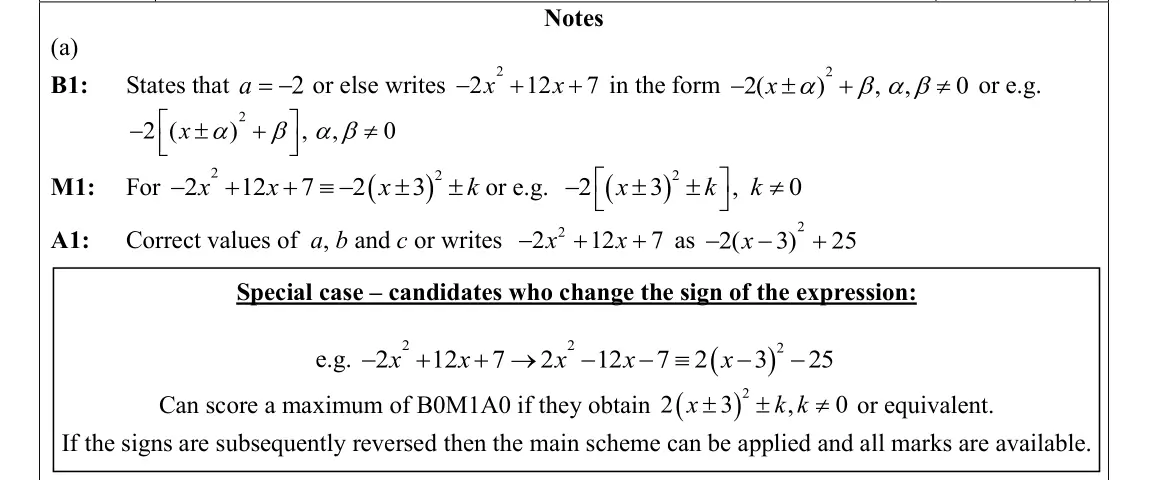 Notes
(a)
B1: States that a = −2 or else writes −2x² +12x+7 in the form −2(x±α)² + β, α, β ≠ 0 or e.g.
−2[(x±α)² + β], α, β ≠ 0
M1: For −2x² +12x+7 ≡ −2(x±3)² ±k or e.g. −2[(x±3)² ±k], k ≠ 0
A1: Correct values of a, b and c or writes −2x² +12x+7 as −2(x−3)² +25
Special case – candidates who change the sign of the expression:
e.g. −2x² +12x+7 → 2x² −12x−7 ≡ 2(x−3)² −25
Can score a maximum of B0M1A0 if they obtain 2(x±3)² ±k, k ≠ 0 or equivalent.
If the signs are subsequently reversed then the main scheme can be applied and all marks are available.